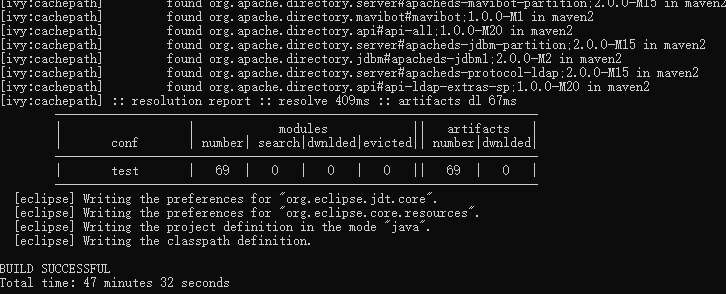 [ivy:cachepath] found org.apache.directory.server#apacheds-mavibot-partition;2.0.0-M15 in maven2
[ivy:cachepath] found org.apache.directory.mavibot#mavibot;1.0.0-M1 in maven2
[ivy:cachepath] found org.apache.directory.api#api-all;1.0.0-M20 in maven2
[ivy:cachepath] found org.apache.directory.server#apacheds-jdbm-partition;2.0.0-M15 in maven2
[ivy:cachepath] found org.apache.directory.jdbm#apacheds-jdbm1;2.0.0-M2 in maven2
[ivy:cachepath] found org.apache.directory.server#apacheds-protocol-ldap;2.0.0-M15 in maven2
[ivy:cachepath] found org.apache.directory.api#api-ldap-extras-sp;1.0.0-M20 in maven2
[ivy:cachepath] :: resolution report :: resolve 409ms :: artifacts dl 67ms
| | modules || artifacts |
| conf | number| search|dwnlded|evicted|| number|dwnlded|
| test | 69 | 0 | 0 | 0 || 69 | 0 |
[eclipse] Writing the preferences for "org.eclipse.jdt.core".
[eclipse] Writing the preferences for "org.eclipse.core.resources".
[eclipse] Writing the project definition in the mode "java".
[eclipse] Writing the classpath definition.
BUILD SUCCESSFUL
Total time: 47 minutes 32 seconds